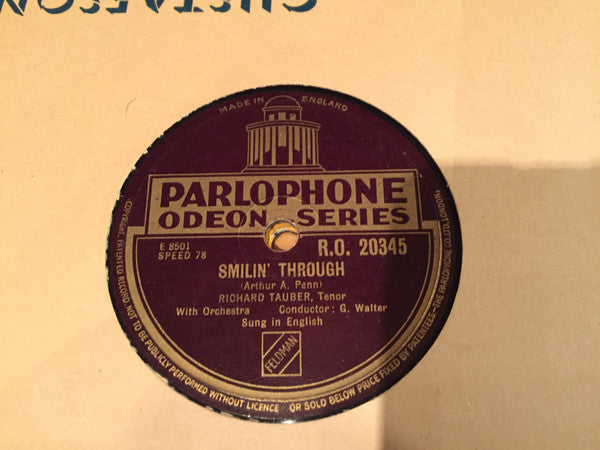 MADE IN ENGLAND
PARLOPHONE
ODEON SERIES
E 8501
SPEED 78
R.O. 20345
SMILIN' THROUGH
(Arthur A. Penn)
RICHARD TAUBER, Tenor
With Orchestra Conductor: G. Walter
Sung in English
FELDMAN
COPYRIGHT, PATENTED RECORD, NOT TO BE PUBLICLY PERFORMED WITHOUT LICENCE OR SOLD BELOW PRICE FIXED BY PATENTEES-THE PARLOPHONE CO. LTD. LONDON.